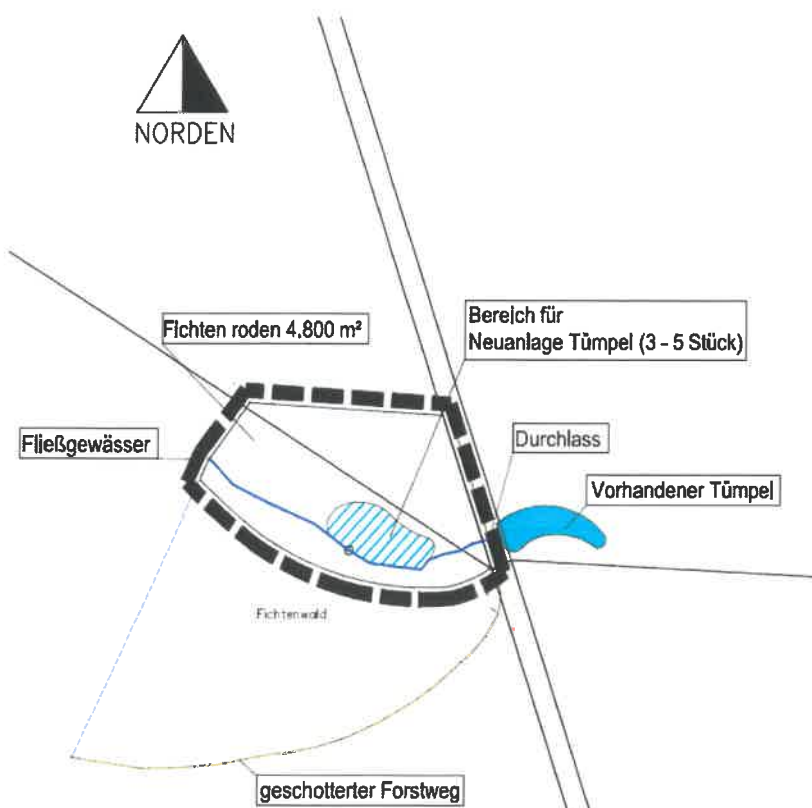 NORDEN
Fichten roden 4.800 m²
Bereich für
Neuanlage Tümpel (3 - 5 Stück)
Fließgewässer
Durchlass
Vorhandener Tümpel
Fichtenwald
geschotterter Forstweg